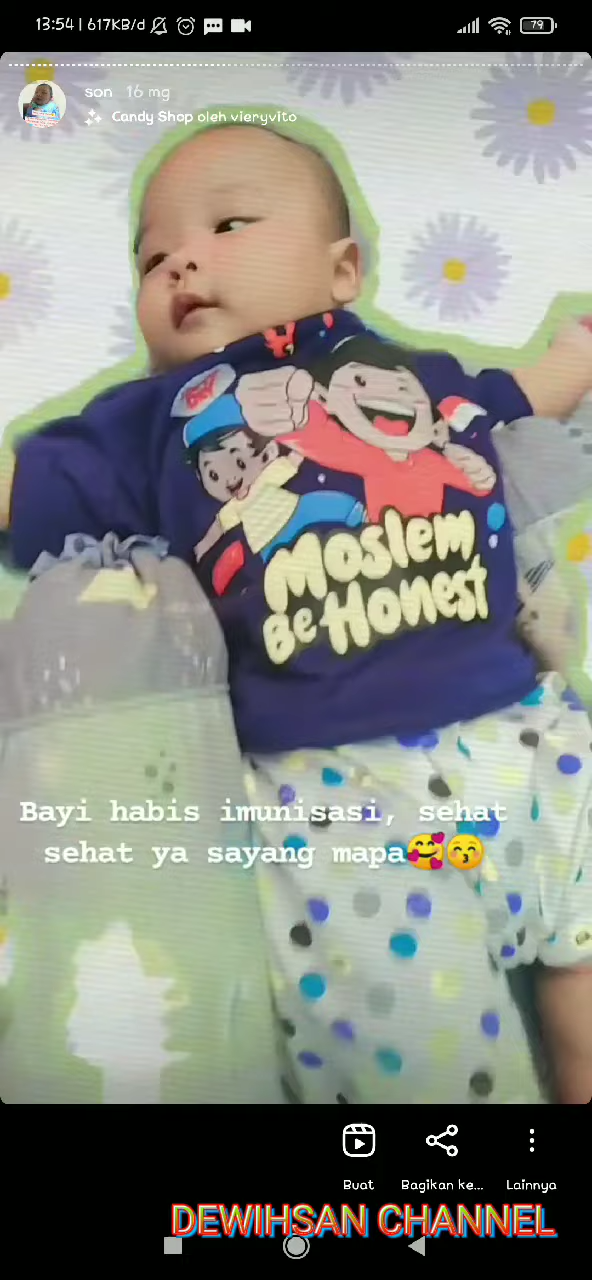 13:54 | 617KB/d
79
son 16 mg
Candy Shop oleh vieryvito
Moslem
Be Honest
Bayi habis imunisasi, sehat
sehat ya sayang mapa🥰😚
Buat Bagikan ke... Lainnya
DEWIHSAN CHANNEL